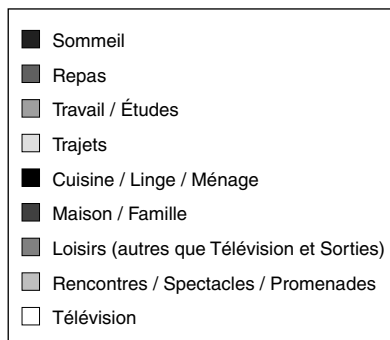 Sommeil
Repas
Travail / Études
Trajets
Cuisine / Linge / Ménage
Maison / Famille
Loisirs (autres que Télévision et Sorties)
Rencontres / Spectacles / Promenades
Télévision